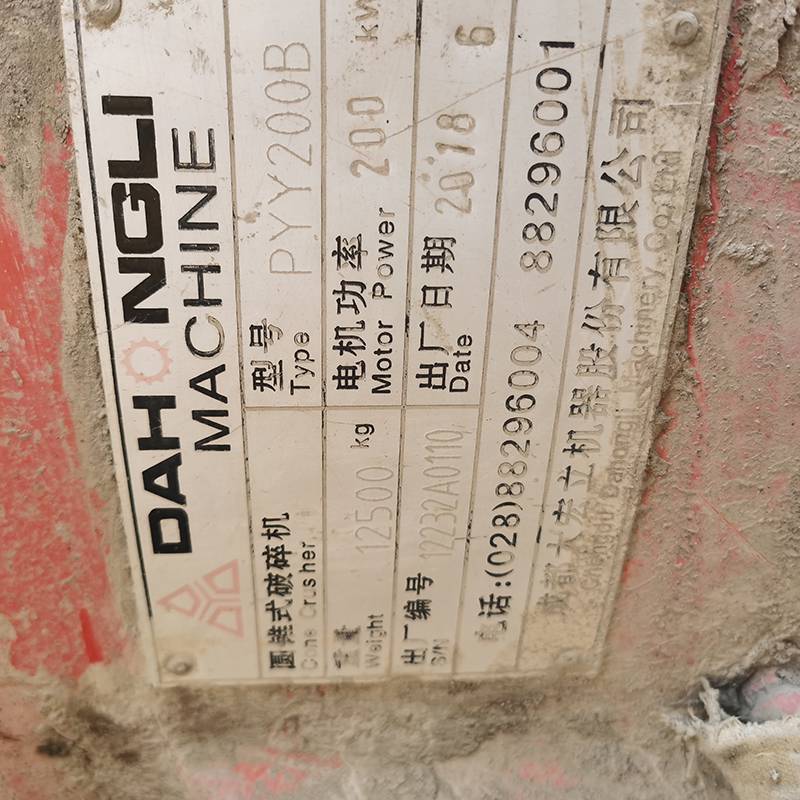 DAHONGLI
MACHINE
圆锥式破碎机
Cone Crusher
型号
Type
PYY200B
重量
Weight
12500 kg
电机功率
Motor Power
200 kW
出厂编号
S/N
12232A0110
出厂日期
Date
2018 6
电话:(028)88296004 88296001
成都大宏立机器股份有限公司
Chengdu Dahongli Machinery Co.,Ltd